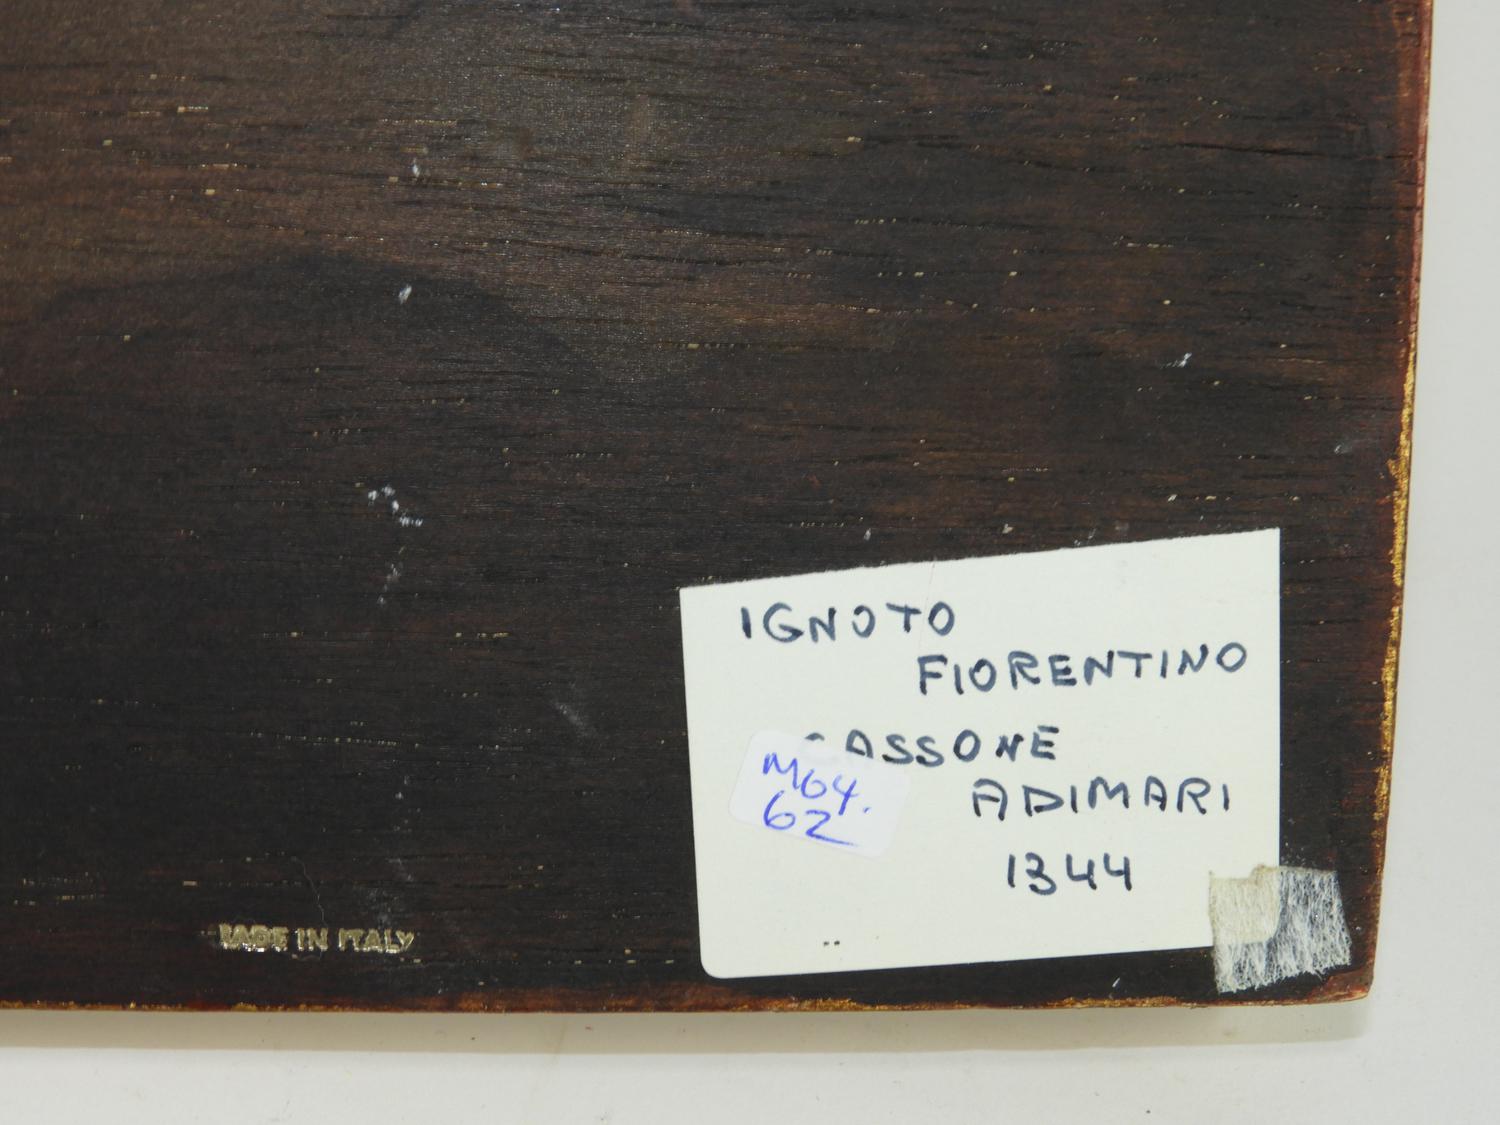 IGNOTO
FIORENTINO
CASSONE
ADIMARI
1344
M64.
62
MADE IN ITALY